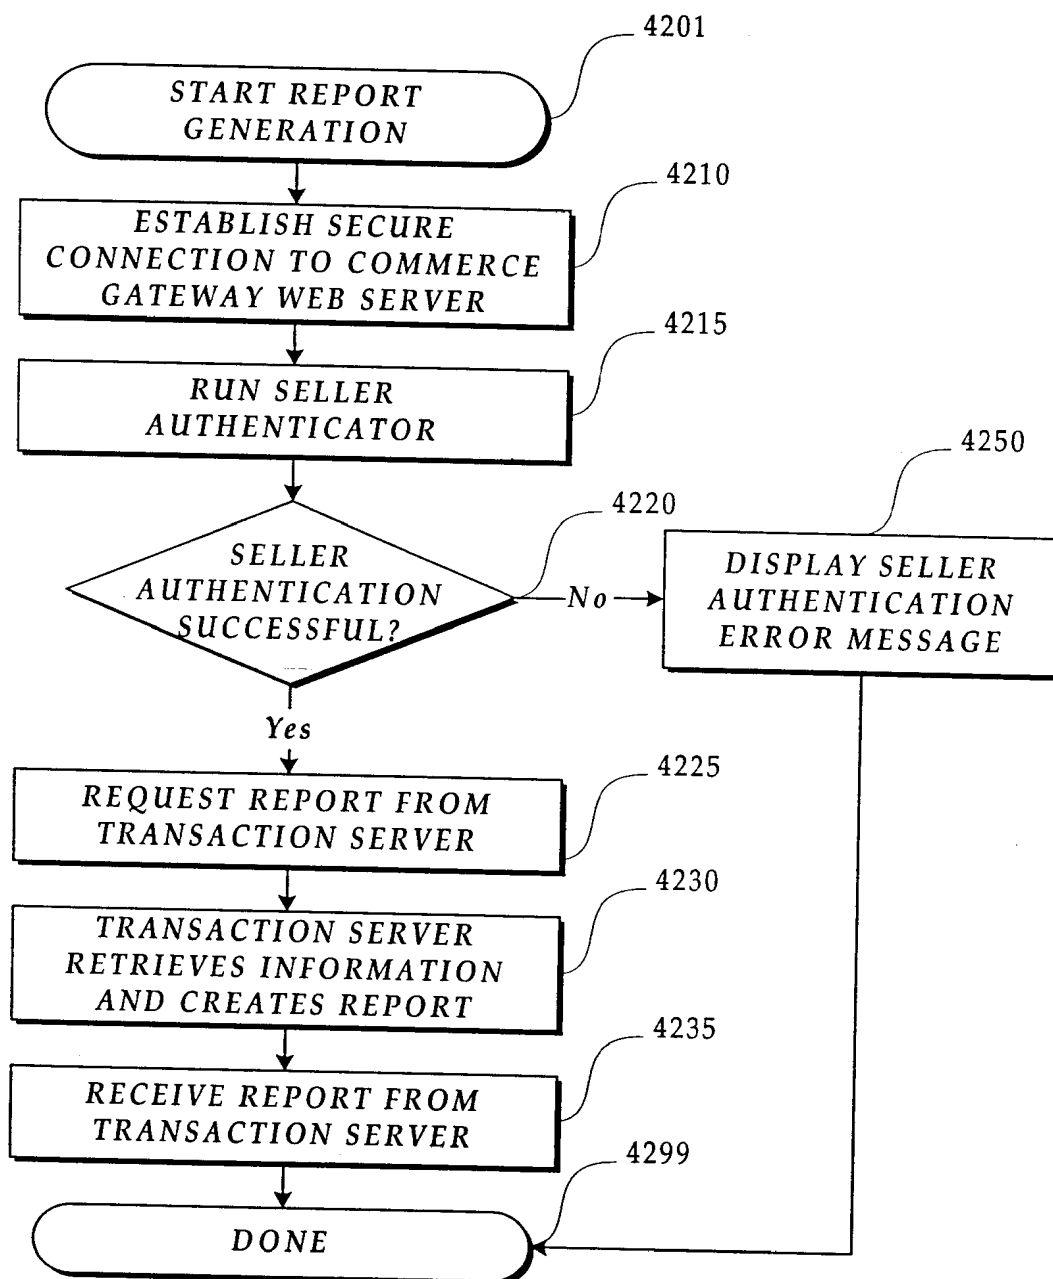 4201
START REPORT
GENERATION
4210
ESTABLISH SECURE
CONNECTION TO COMMERCE
GATEWAY WEB SERVER
4215
RUN SELLER
AUTHENTICATOR
4220
SELLER
AUTHENTICATION
SUCCESSFUL?
No
4250
DISPLAY SELLER
AUTHENTICATION
ERROR MESSAGE
Yes
4225
REQUEST REPORT FROM
TRANSACTION SERVER
4230
TRANSACTION SERVER
RETRIEVES INFORMATION
AND CREATES REPORT
4235
RECEIVE REPORT FROM
TRANSACTION SERVER
4299
DONE